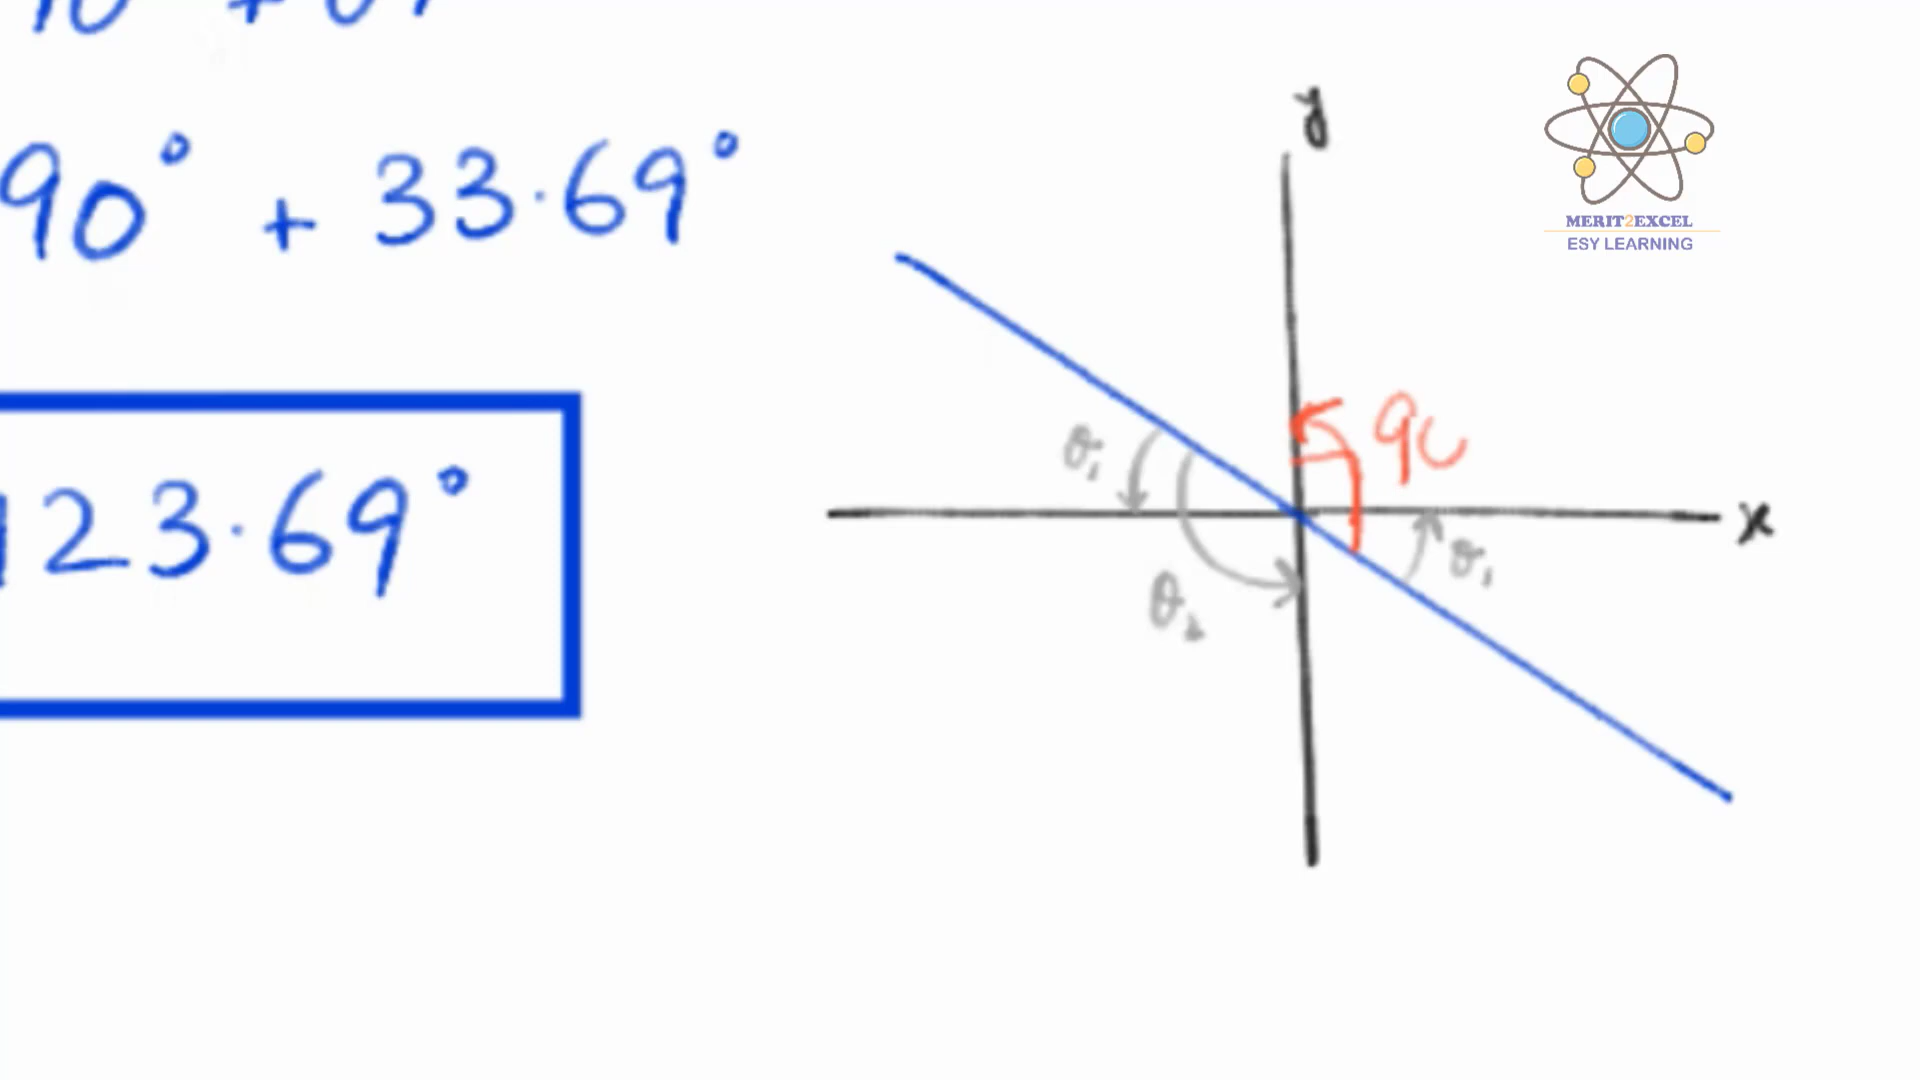 90° + 33.69°
123.69°
y
90
θ₁
x
θ₁
θ₂
MERIT2EXCEL
ESY LEARNING